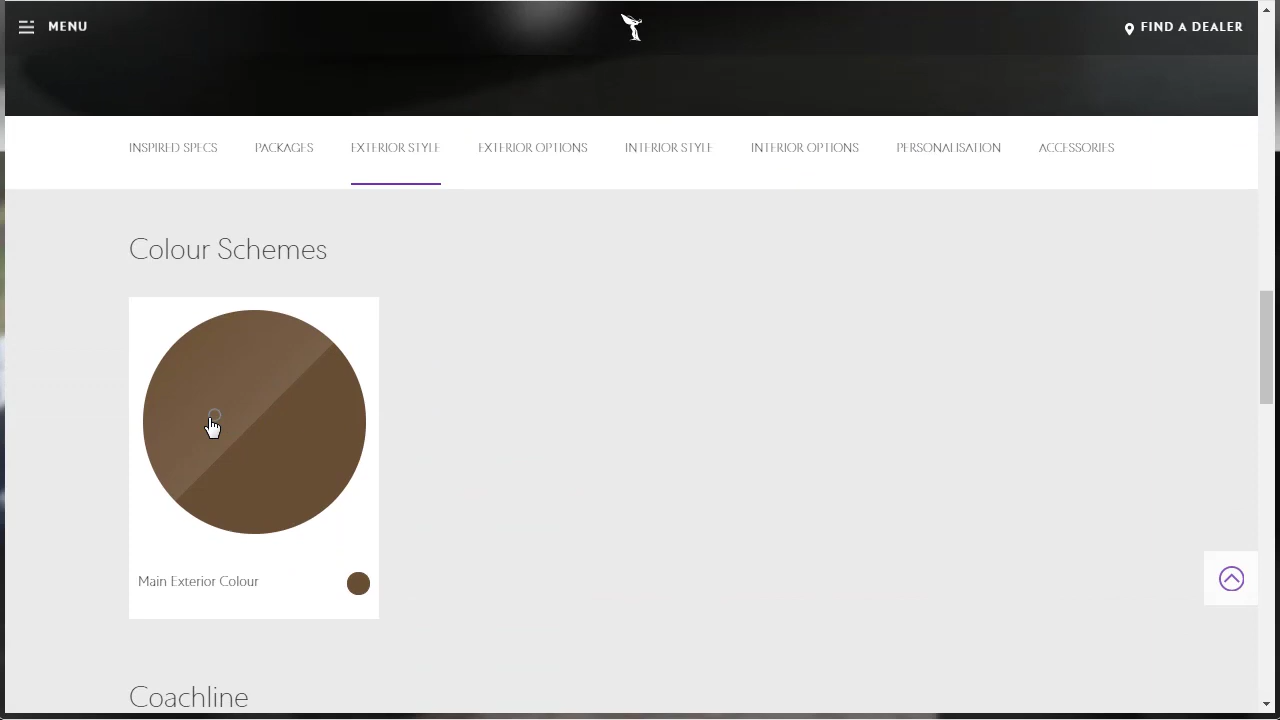 MENU
FIND A DEALER
INSPIRED SPECS PACKAGES EXTERIOR STYLE EXTERIOR OPTIONS INTERIOR STYLE INTERIOR OPTIONS PERSONALISATION ACCESSORIES
Colour Schemes
Main Exterior Colour
Coachline